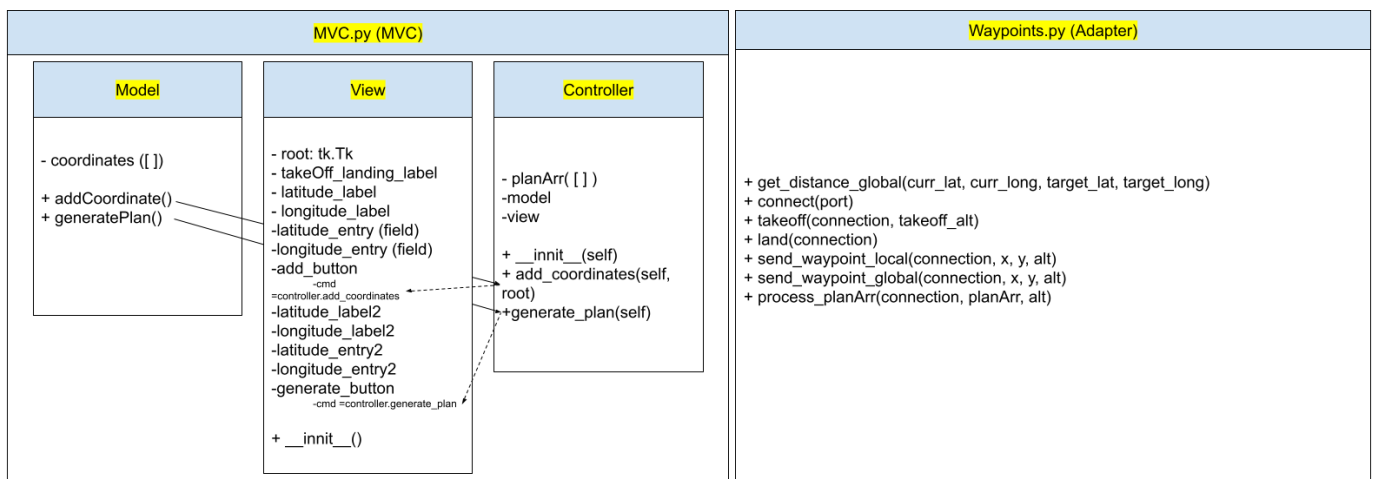 MVC.py (MVC)
Model
- coordinates ([ ])
+ addCoordinate()
+ generatePlan()
View
- root: tk.Tk
- takeOff_landing_label
- latitude_label
- longitude_label
-latitude_entry (field)
-longitude_entry (field)
-add_button
-cmd
=controller.add_coordinates
-latitude_label2
-longitude_label2
-latitude_entry2
-longitude_entry2
-generate_button
-cmd =controller.generate_plan
+ __innit__()
Controller
- planArr( [ ] )
-model
-view
+ __innit__(self)
+ add_coordinates(self,
root)
+generate_plan(self)
Waypoints.py (Adapter)
+ get_distance_global(curr_lat, curr_long, target_lat, target_long)
+ connect(port)
+ takeoff(connection, takeoff_alt)
+ land(connection)
+ send_waypoint_local(connection, x, y, alt)
+ send_waypoint_global(connection, x, y, alt)
+ process_planArr(connection, planArr, alt)